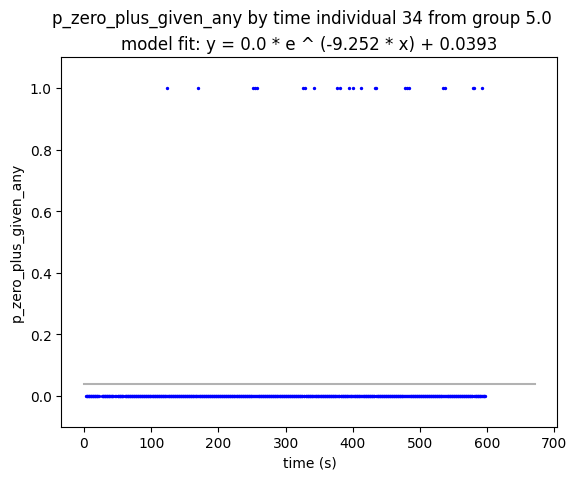 p_zero_plus_given_any by time individual 34 from group 5.0
model fit: y = 0.0 * e ^ (-9.252 * x) + 0.0393
1.0
0.8
0.6
0.4
0.2
0.0
p_zero_plus_given_any
0 100 200 300 400 500 600 700
time (s)